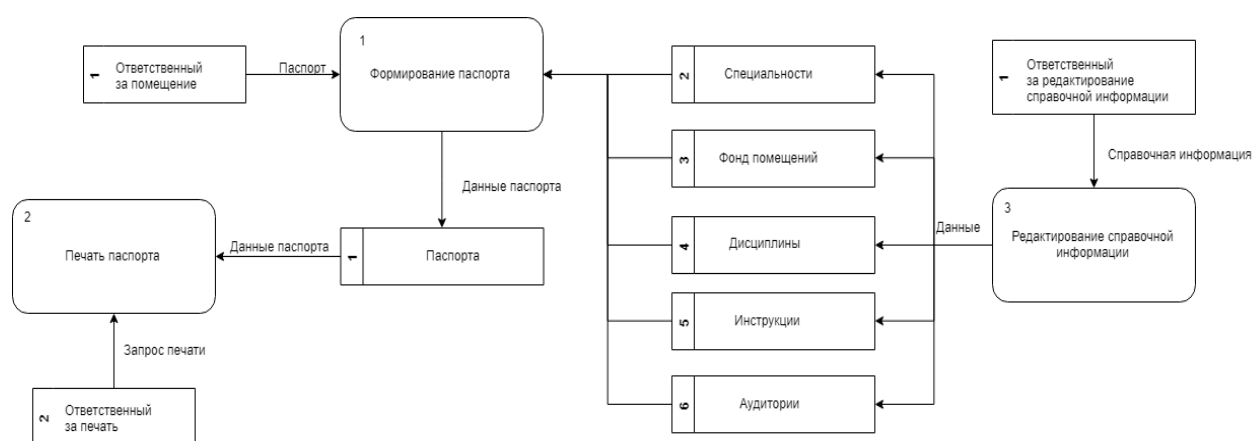 1
Ответственный
за помещение
Паспорт
1
Формирование паспорта
2
Специальности
1
Ответственный
за редактирование
справочной информации
3
Фонд помещений
Справочная информация
Данные паспорта
2
Печать паспорта
Данные паспорта
1
Паспорта
4
Дисциплины
Данные
3
Редактирование справочной
информации
5
Инструкции
Запрос печати
2
Ответственный
за печать
6
Аудитории